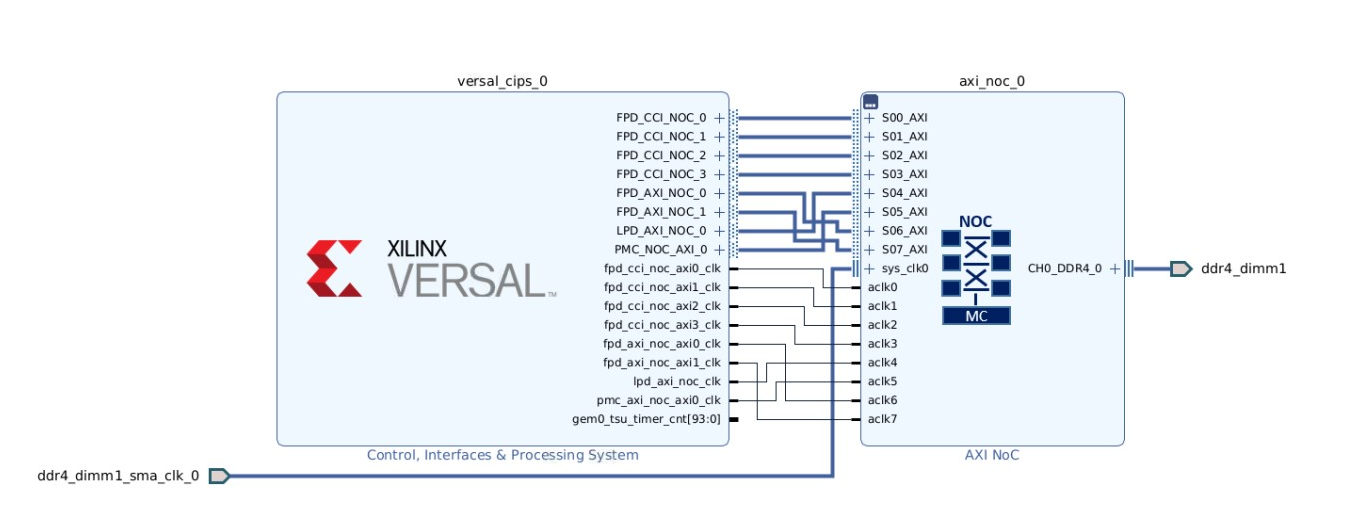 versal_cips_0
axi_noc_0
FPD_CCI_NOC_0
FPD_CCI_NOC_1
FPD_CCI_NOC_2
FPD_CCI_NOC_3
FPD_AXI_NOC_0
FPD_AXI_NOC_1
LPD_AXI_NOC_0
PMC_NOC_AXI_0
fpd_cci_noc_axi0_clk
fpd_cci_noc_axi1_clk
fpd_cci_noc_axi2_clk
fpd_cci_noc_axi3_clk
fpd_axi_noc_axi0_clk
fpd_axi_noc_axi1_clk
lpd_axi_noc_clk
pmc_axi_noc_axi0_clk
gem0_tsu_timer_cnt[93:0]
XILINX
VERSAL™
Control, Interfaces & Processing System
S00_AXI
S01_AXI
S02_AXI
S03_AXI
S04_AXI
S05_AXI
S06_AXI
S07_AXI
sys_clk0
aclk0
aclk1
aclk2
aclk3
aclk4
aclk5
aclk6
aclk7
NOC
MC
CH0_DDR4_0
ddr4_dimm1
AXI NoC
ddr4_dimm1_sma_clk_0